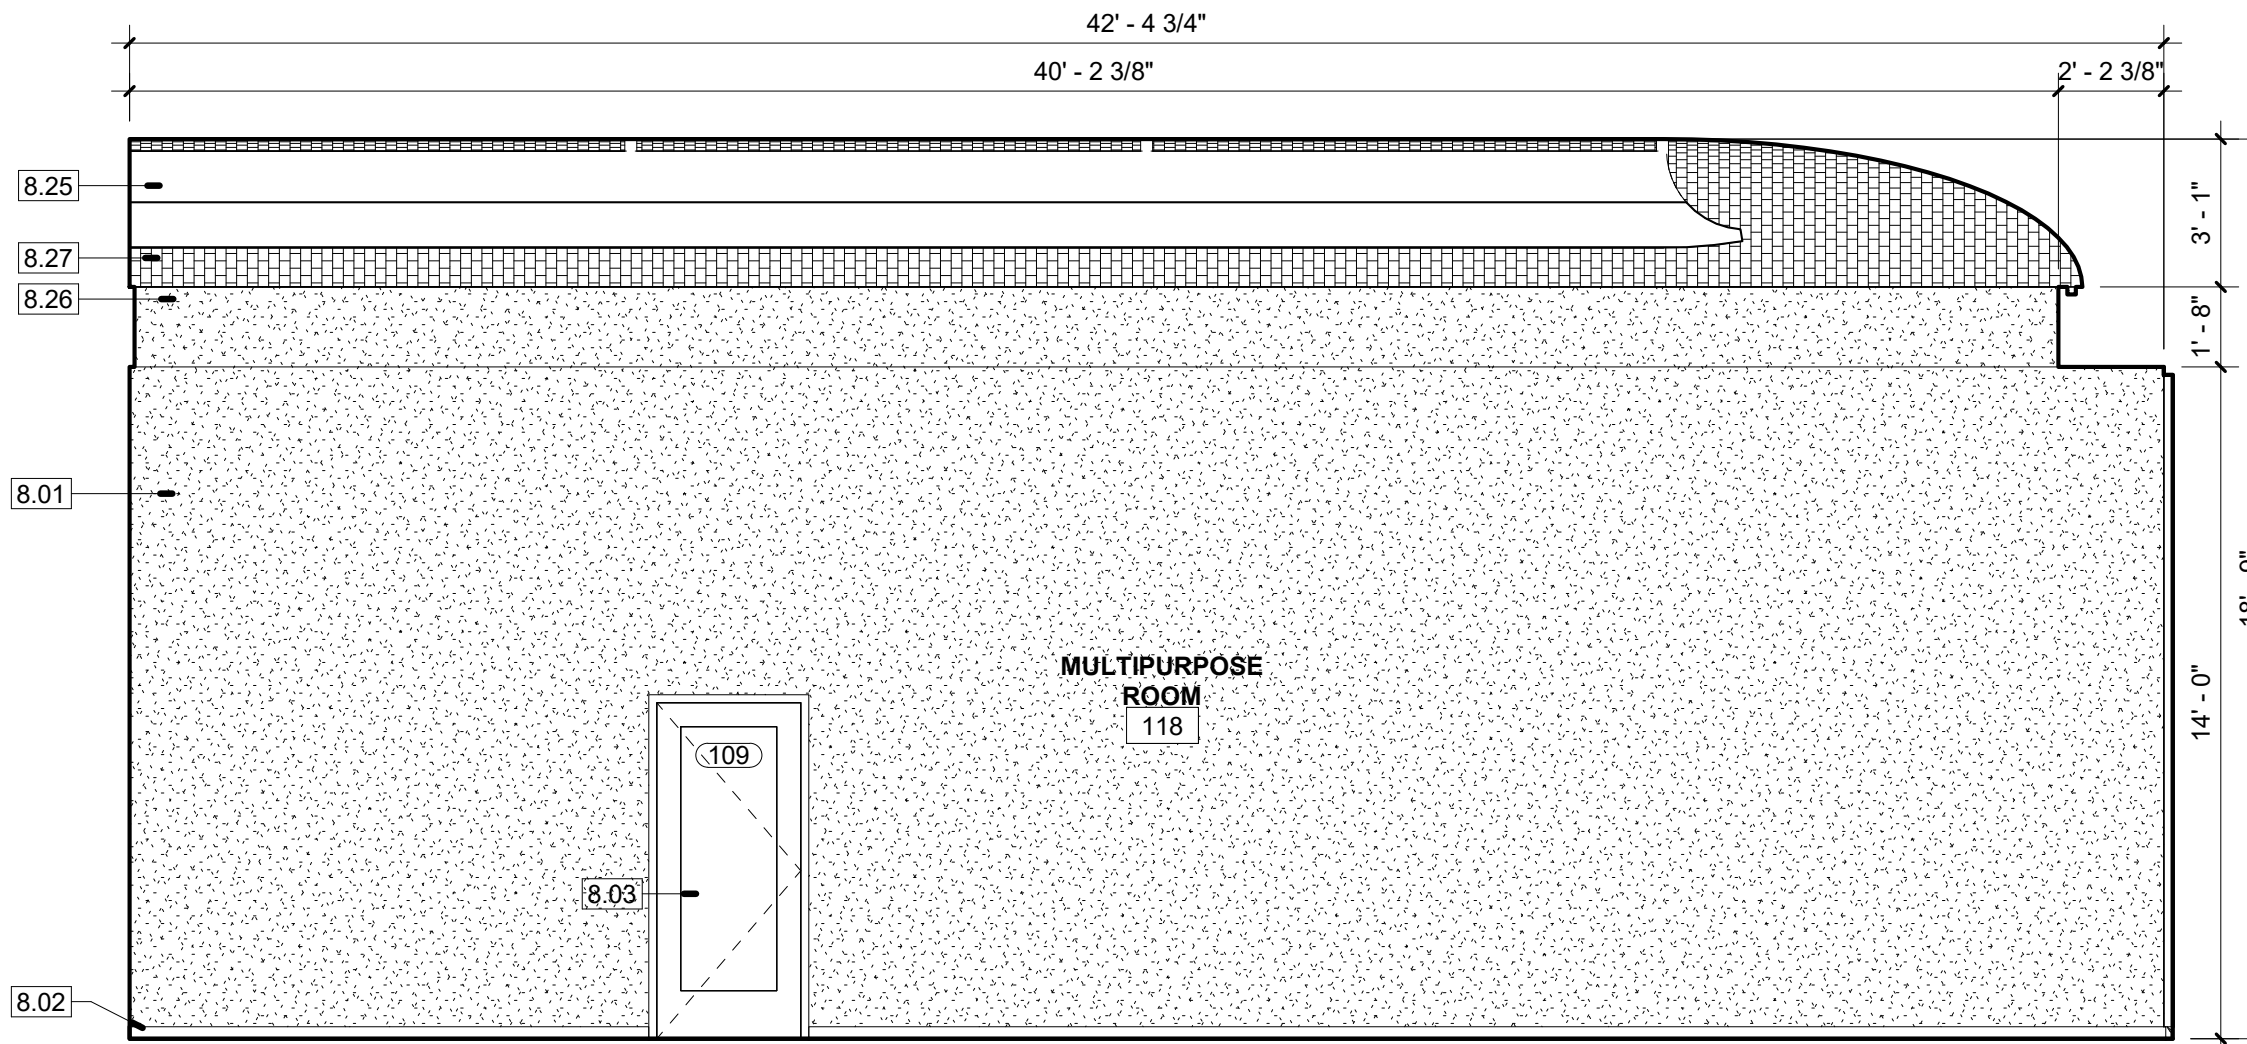 42' - 4 3/4"
40' - 2 3/8"
2' - 2 3/8"
8.25
3' - 1"
8.27
8.26
1' - 8"
8.01
14' - 0"
MULTIPURPOSE
ROOM
118
109
8.03
8.02